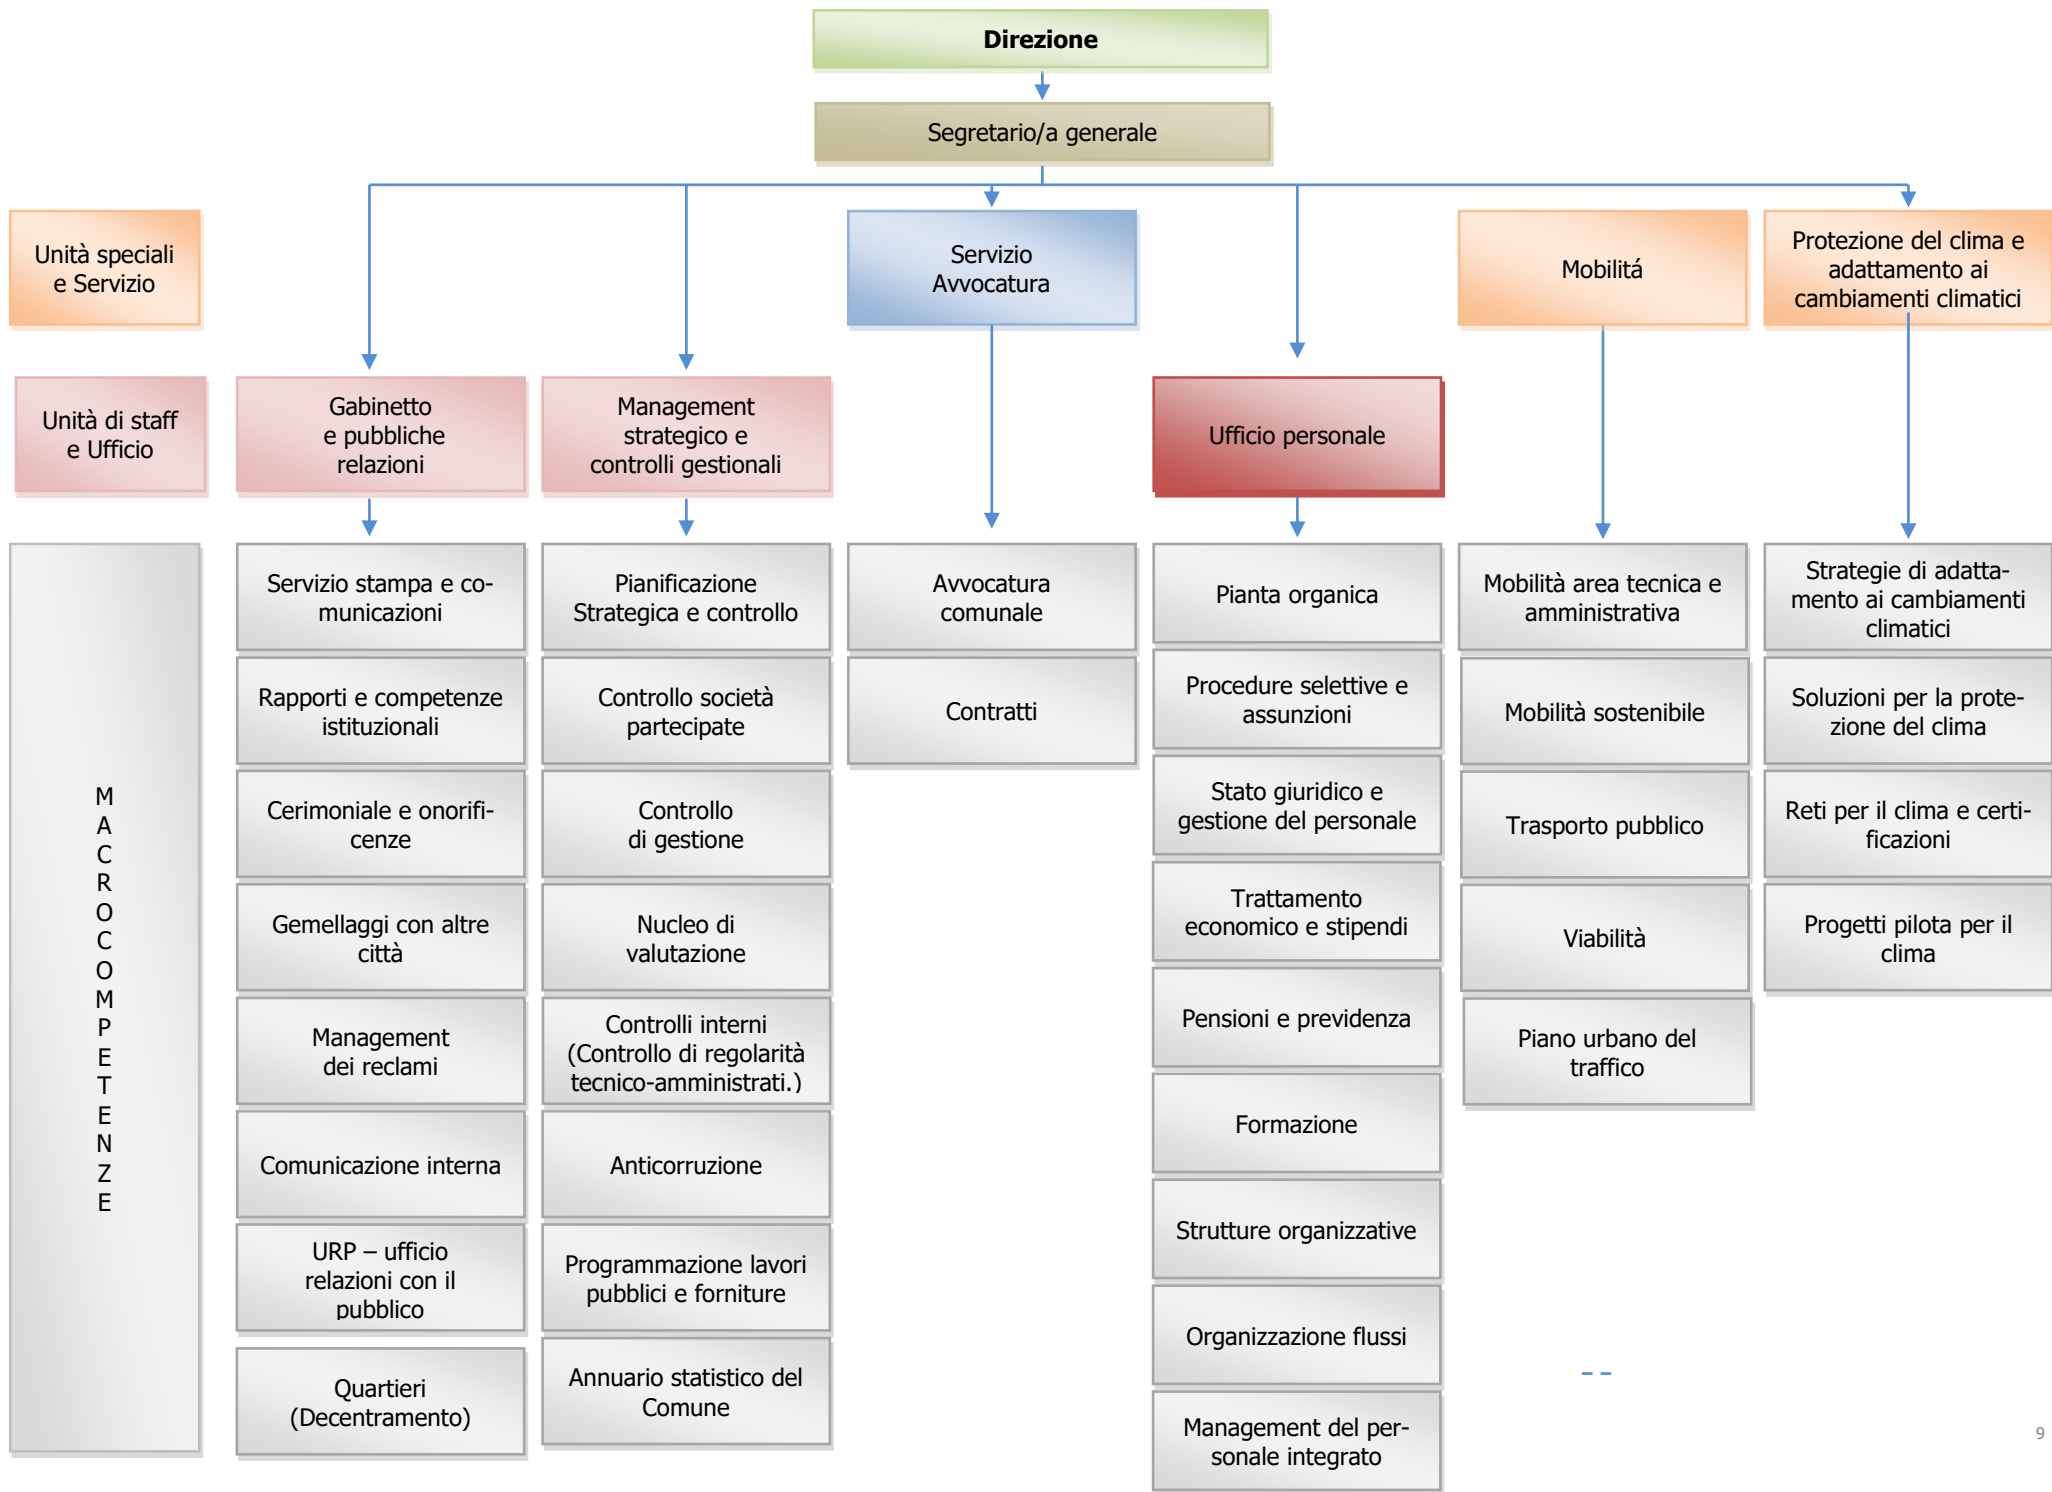 Direzione
Segretario/a generale
Unità speciali
e Servizio
Servizio
Avvocatura
Mobilitá
Protezione del clima e
adattamento ai
cambiamenti climatici
Unità di staff
e Ufficio
Gabinetto
e pubbliche
relazioni
Management
strategico e
controlli gestionali
Ufficio personale
M
A
C
R
O
C
O
M
P
E
T
E
N
Z
E
Servizio stampa e co-
municazioni
Rapporti e competenze
istituzionali
Cerimoniale e onorifi-
cenze
Gemellaggi con altre
città
Management
dei reclami
Comunicazione interna
URP – ufficio
relazioni con il
pubblico
Quartieri
(Decentramento)
Pianificazione
Strategica e controllo
Controllo società
partecipate
Controllo
di gestione
Nucleo di
valutazione
Controlli interni
(Controllo di regolarità
tecnico-amministrati.)
Anticorruzione
Programmazione lavori
pubblici e forniture
Annuario statistico del
Comune
Avvocatura
comunale
Contratti
Pianta organica
Procedure selettive e
assunzioni
Stato giuridico e
gestione del personale
Trattamento
economico e stipendi
Pensioni e previdenza
Formazione
Strutture organizzative
Organizzazione flussi
Management del per-
sonale integrato
Mobilità area tecnica e
amministrativa
Mobilità sostenibile
Trasporto pubblico
Viabilità
Piano urbano del
traffico
Strategie di adatta-
mento ai cambiamenti
climatici
Soluzioni per la prote-
zione del clima
Reti per il clima e certi-
ficazioni
Progetti pilota per il
clima
9